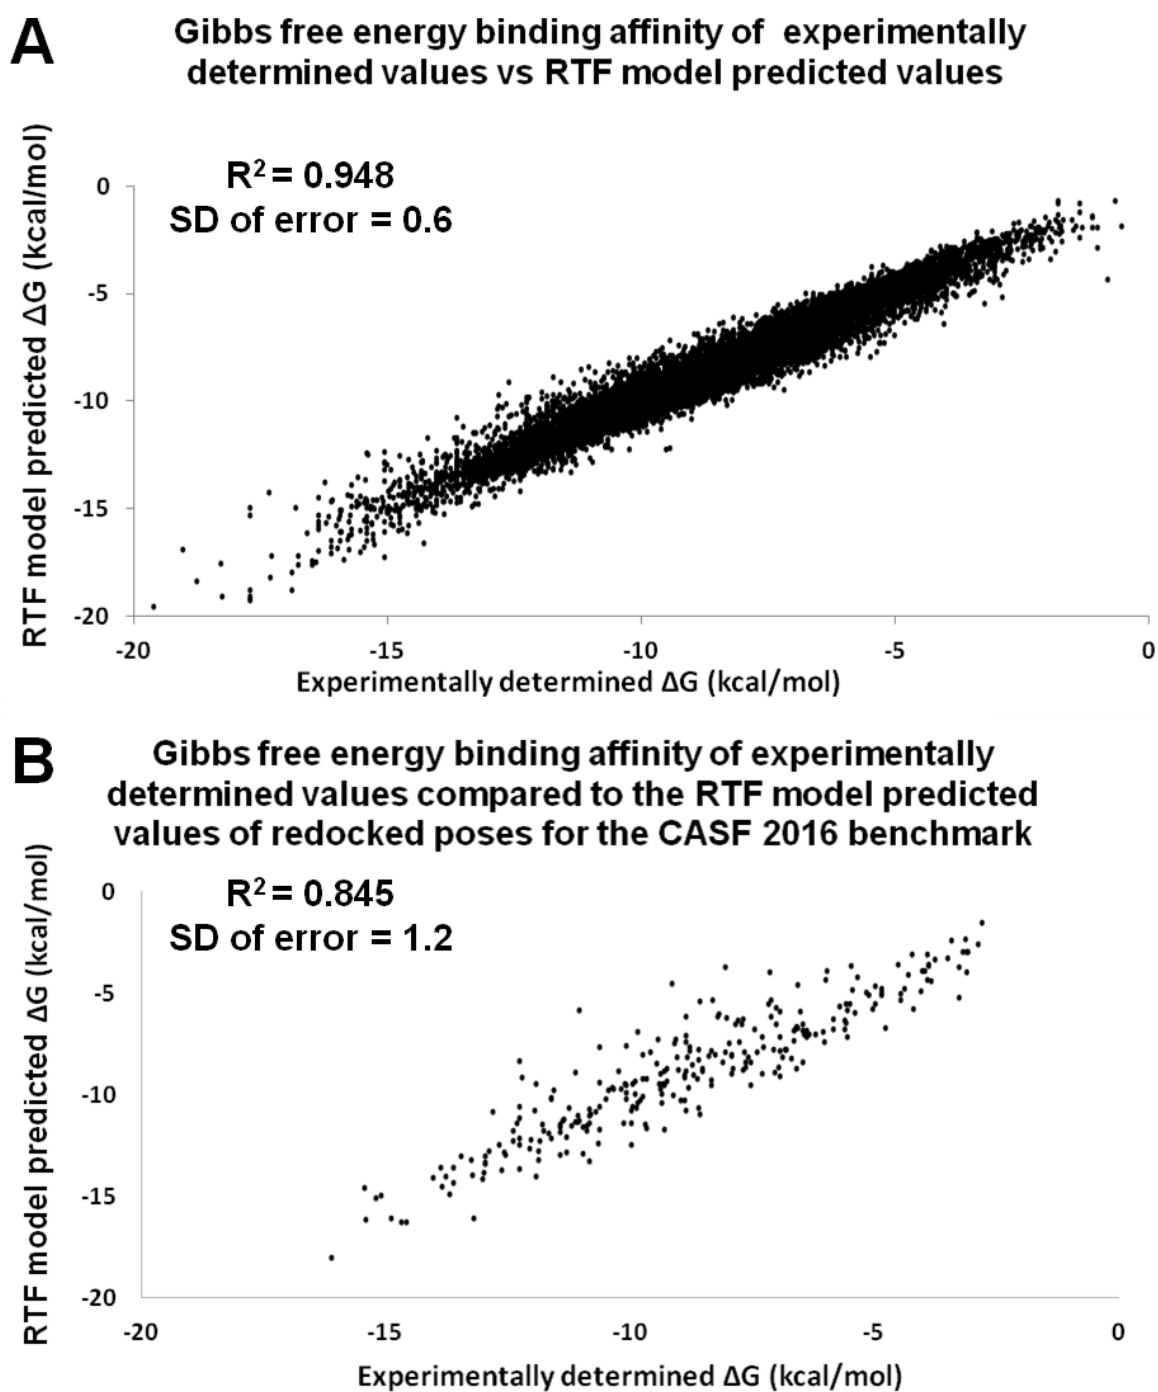 A
Gibbs free energy binding affinity of experimentally
determined values vs RTF model predicted values
RTF model predicted ΔG (kcal/mol)
R² = 0.948
SD of error = 0.6
0
-5
-10
-15
-20
-20 -15 -10 -5 0
Experimentally determined ΔG (kcal/mol)
B
Gibbs free energy binding affinity of experimentally
determined values compared to the RTF model predicted
values of redocked poses for the CASF 2016 benchmark
RTF model predicted ΔG (kcal/mol)
R² = 0.845
SD of error = 1.2
0
-5
-10
-15
-20
-20 -15 -10 -5 0
Experimentally determined ΔG (kcal/mol)